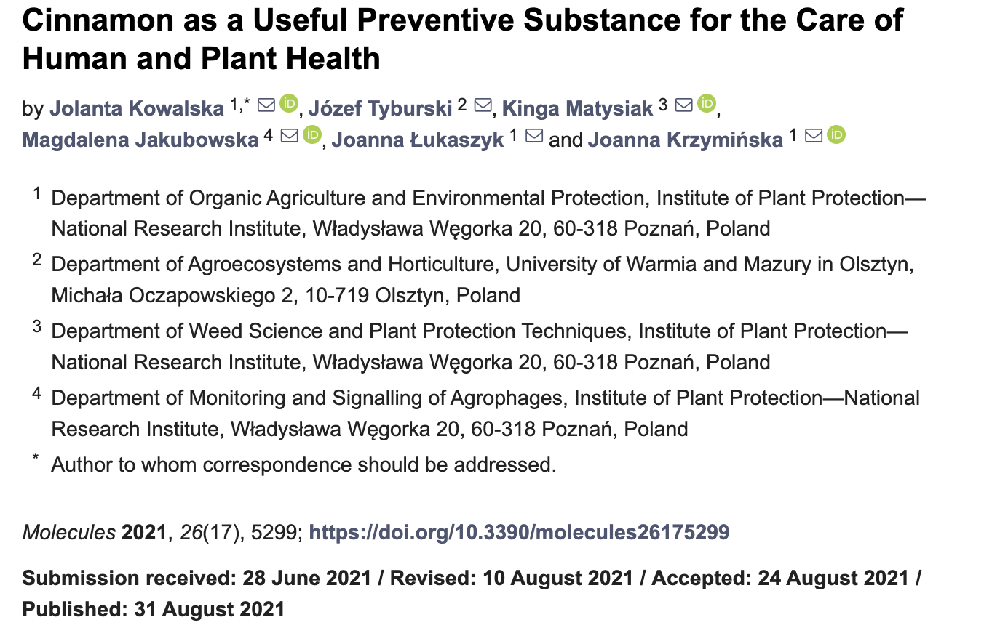 Cinnamon as a Useful Preventive Substance for the Care of
Human and Plant Health
by Jolanta Kowalska 1,* iD, Józef Tyburski 2, Kinga Matysiak 3 iD,
Magdalena Jakubowska 4 iD, Joanna Łukaszyk 1 and Joanna Krzymińska 1 iD
1 Department of Organic Agriculture and Environmental Protection, Institute of Plant Protection—
National Research Institute, Władysława Węgorka 20, 60-318 Poznań, Poland
2 Department of Agroecosystems and Horticulture, University of Warmia and Mazury in Olsztyn,
Michała Oczapowskiego 2, 10-719 Olsztyn, Poland
3 Department of Weed Science and Plant Protection Techniques, Institute of Plant Protection—
National Research Institute, Władysława Węgorka 20, 60-318 Poznań, Poland
4 Department of Monitoring and Signalling of Agrophages, Institute of Plant Protection—National
Research Institute, Władysława Węgorka 20, 60-318 Poznań, Poland
* Author to whom correspondence should be addressed.
Molecules 2021, 26(17), 5299; https://doi.org/10.3390/molecules26175299
Submission received: 28 June 2021 / Revised: 10 August 2021 / Accepted: 24 August 2021 /
Published: 31 August 2021